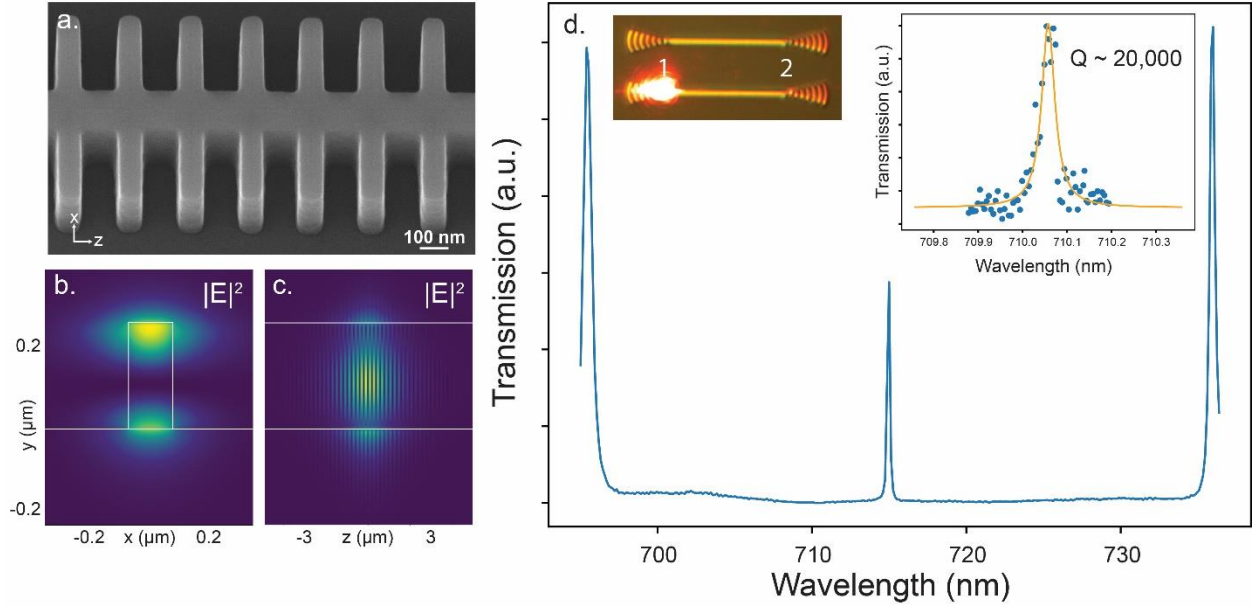 a.
x
z
100 nm
b.
|E|²
c.
|E|²
0.2
-0.2
y (µm)
-0.2
x (µm)
0.2
-3
z (µm)
3
d.
1
2
Q ~ 20,000
Transmission (a.u.)
709.8
709.9
710.0
710.1
710.2
710.3
Wavelength (nm)
Transmission (a.u.)
700
710
720
730
Wavelength (nm)